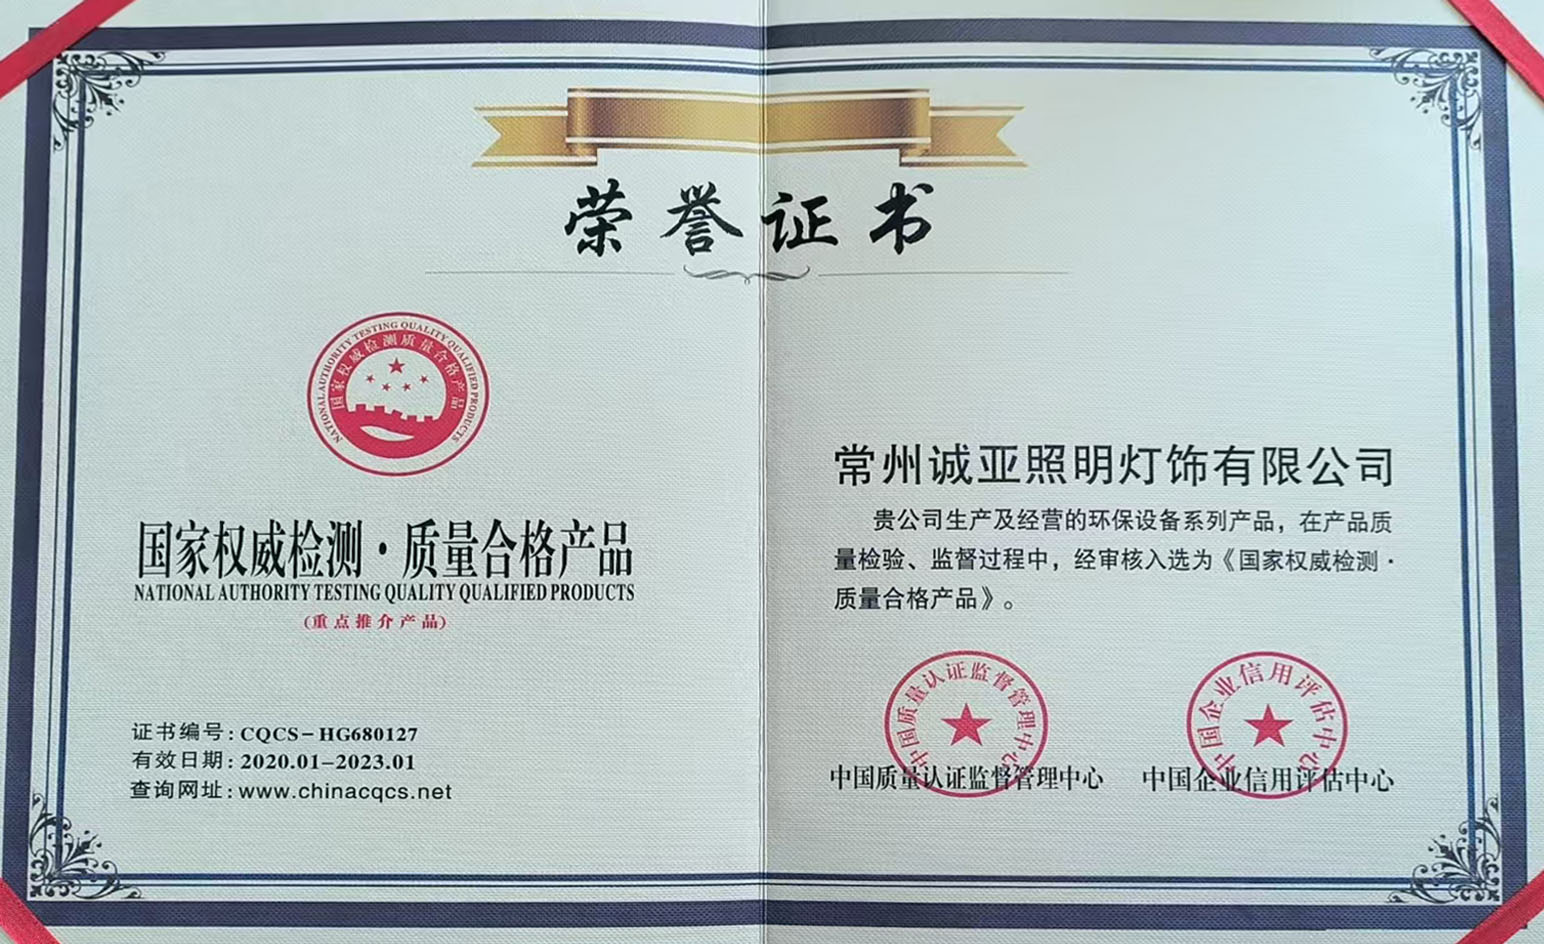 荣誉证书
NATIONAL AUTHORITY TESTING QUALITY QUALIFIED PRODUCTS
国家权威检测质量合格产品
国家权威检测·质量合格产品
NATIONAL AUTHORITY TESTING QUALITY QUALIFIED PRODUCTS
(重点推介产品)
证书编号：CQCS-HG680127
有效日期：2020.01-2023.01
查询网址：www.chinacqcs.net
常州诚亚照明灯饰有限公司
贵公司生产及经营的环保设备系列产品，在产品质
量检验、监督过程中，经审核入选为《国家权威检测·
质量合格产品》。
中国质量认证监督管理中心
中国质量认证监督管理中心
中国企业信用评估中心
中国企业信用评估中心